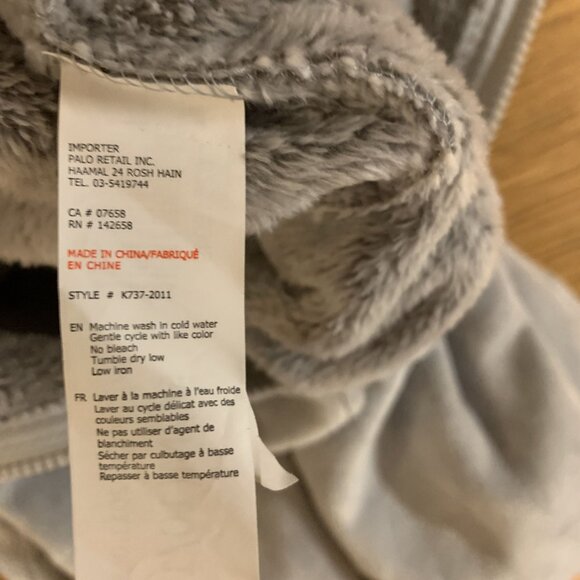 IMPORTER
PALO RETAIL INC.
HAAMAL 24 ROSH HAIN
TEL. 03-5419744
CA # 07658
RN # 142658
MADE IN CHINA/FABRIQUÉ
EN CHINE
STYLE # K737-2011
EN Machine wash in cold water
Gentle cycle with like color
No bleach
Tumble dry low
Low iron
FR Laver à la machine à l'eau froide
Laver au cycle délicat avec des
couleurs semblables
Ne pas utiliser d'agent de
blanchiment
Sécher par culbutage à basse
température
Repasser à basse température